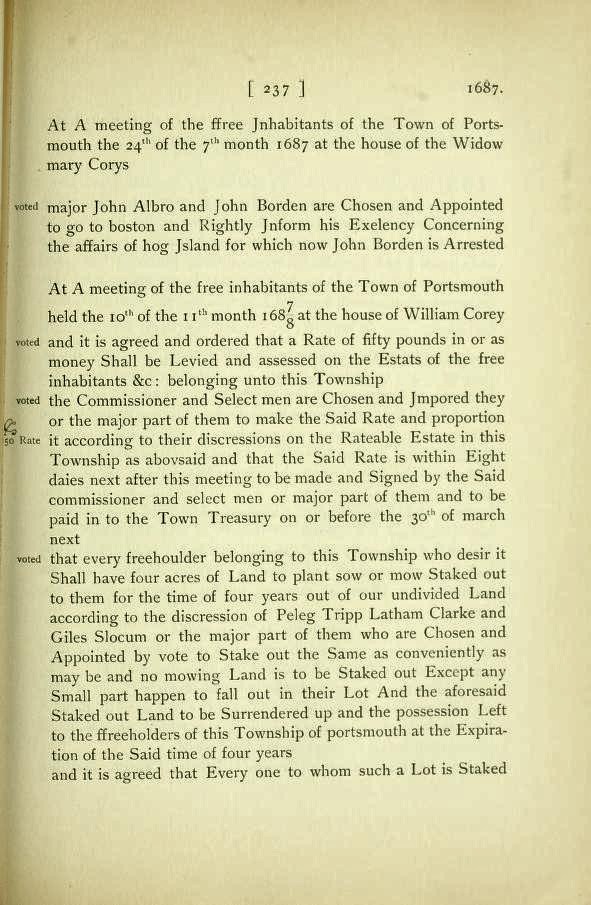 [ 237 ] 1687.
At A meeting of the ffree Jnhabitants of the Town of Ports-
mouth the 24th of the 7th month 1687 at the house of the Widow
mary Corys
voted major John Albro and John Borden are Chosen and Appointed
to go to boston and Rightly Jnform his Exelency Concerning
the affairs of hog Jsland for which now John Borden is Arrested
At A meeting of the free inhabitants of the Town of Portsmouth
held the 10th of the 11th month 168 7/8 at the house of William Corey
voted and it is agreed and ordered that a Rate of fifty pounds in or as
money Shall be Levied and assessed on the Estats of the free
inhabitants &c: belonging unto this Township
voted the Commissioner and Select men are Chosen and Jmpored they
or the major part of them to make the Said Rate and proportion
50 Rate it according to their discressions on the Rateable Estate in this
Township as abovsaid and that the Said Rate is within Eight
daies next after this meeting to be made and Signed by the Said
commissioner and select men or major part of them and to be
paid in to the Town Treasury on or before the 30th of march
next
voted that every freehoulder belonging to this Township who desir it
Shall have four acres of Land to plant sow or mow Staked out
to them for the time of four years out of our undivided Land
according to the discression of Peleg Tripp Latham Clarke and
Giles Slocum or the major part of them who are Chosen and
Appointed by vote to Stake out the Same as conveniently as
may be and no mowing Land is to be Staked out Except any
Small part happen to fall out in their Lot And the aforesaid
Staked out Land to be Surrendered up and the possession Left
to the ffreeholders of this Township of portsmouth at the Expira-
tion of the Said time of four years
and it is agreed that Every one to whom such a Lot is Staked